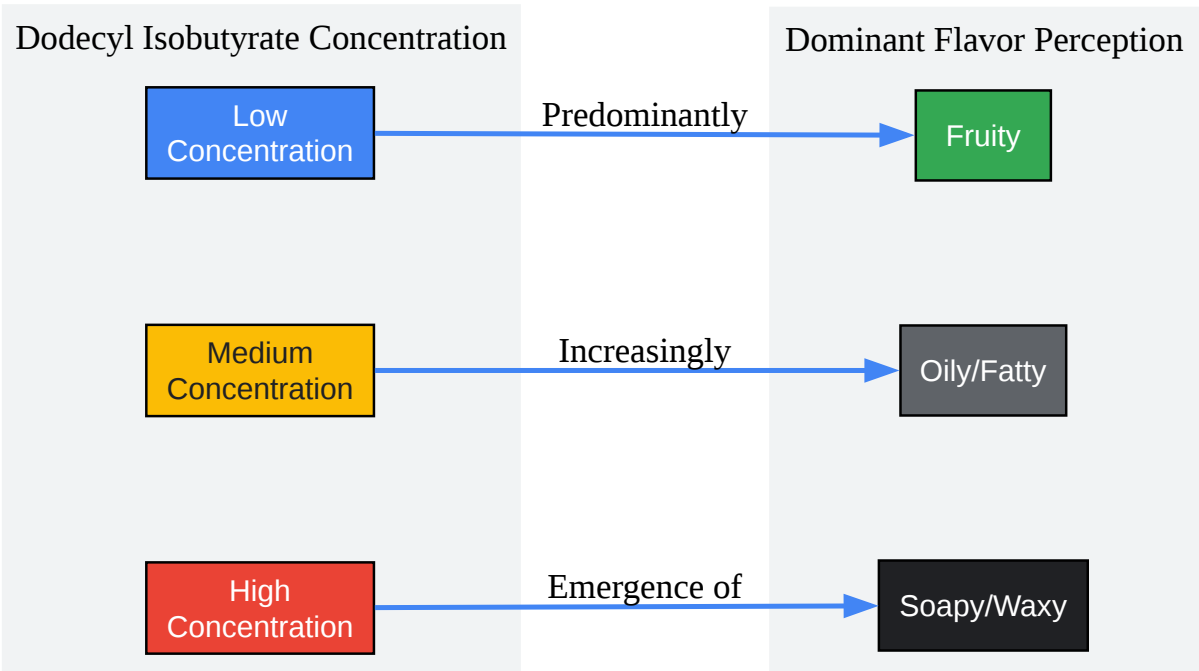 Dodecyl Isobutyrate Concentration
Dominant Flavor Perception
Low
Concentration
Predominantly
Fruity
Medium
Concentration
Increasingly
Oily/Fatty
High
Concentration
Emergence of
Soapy/Waxy